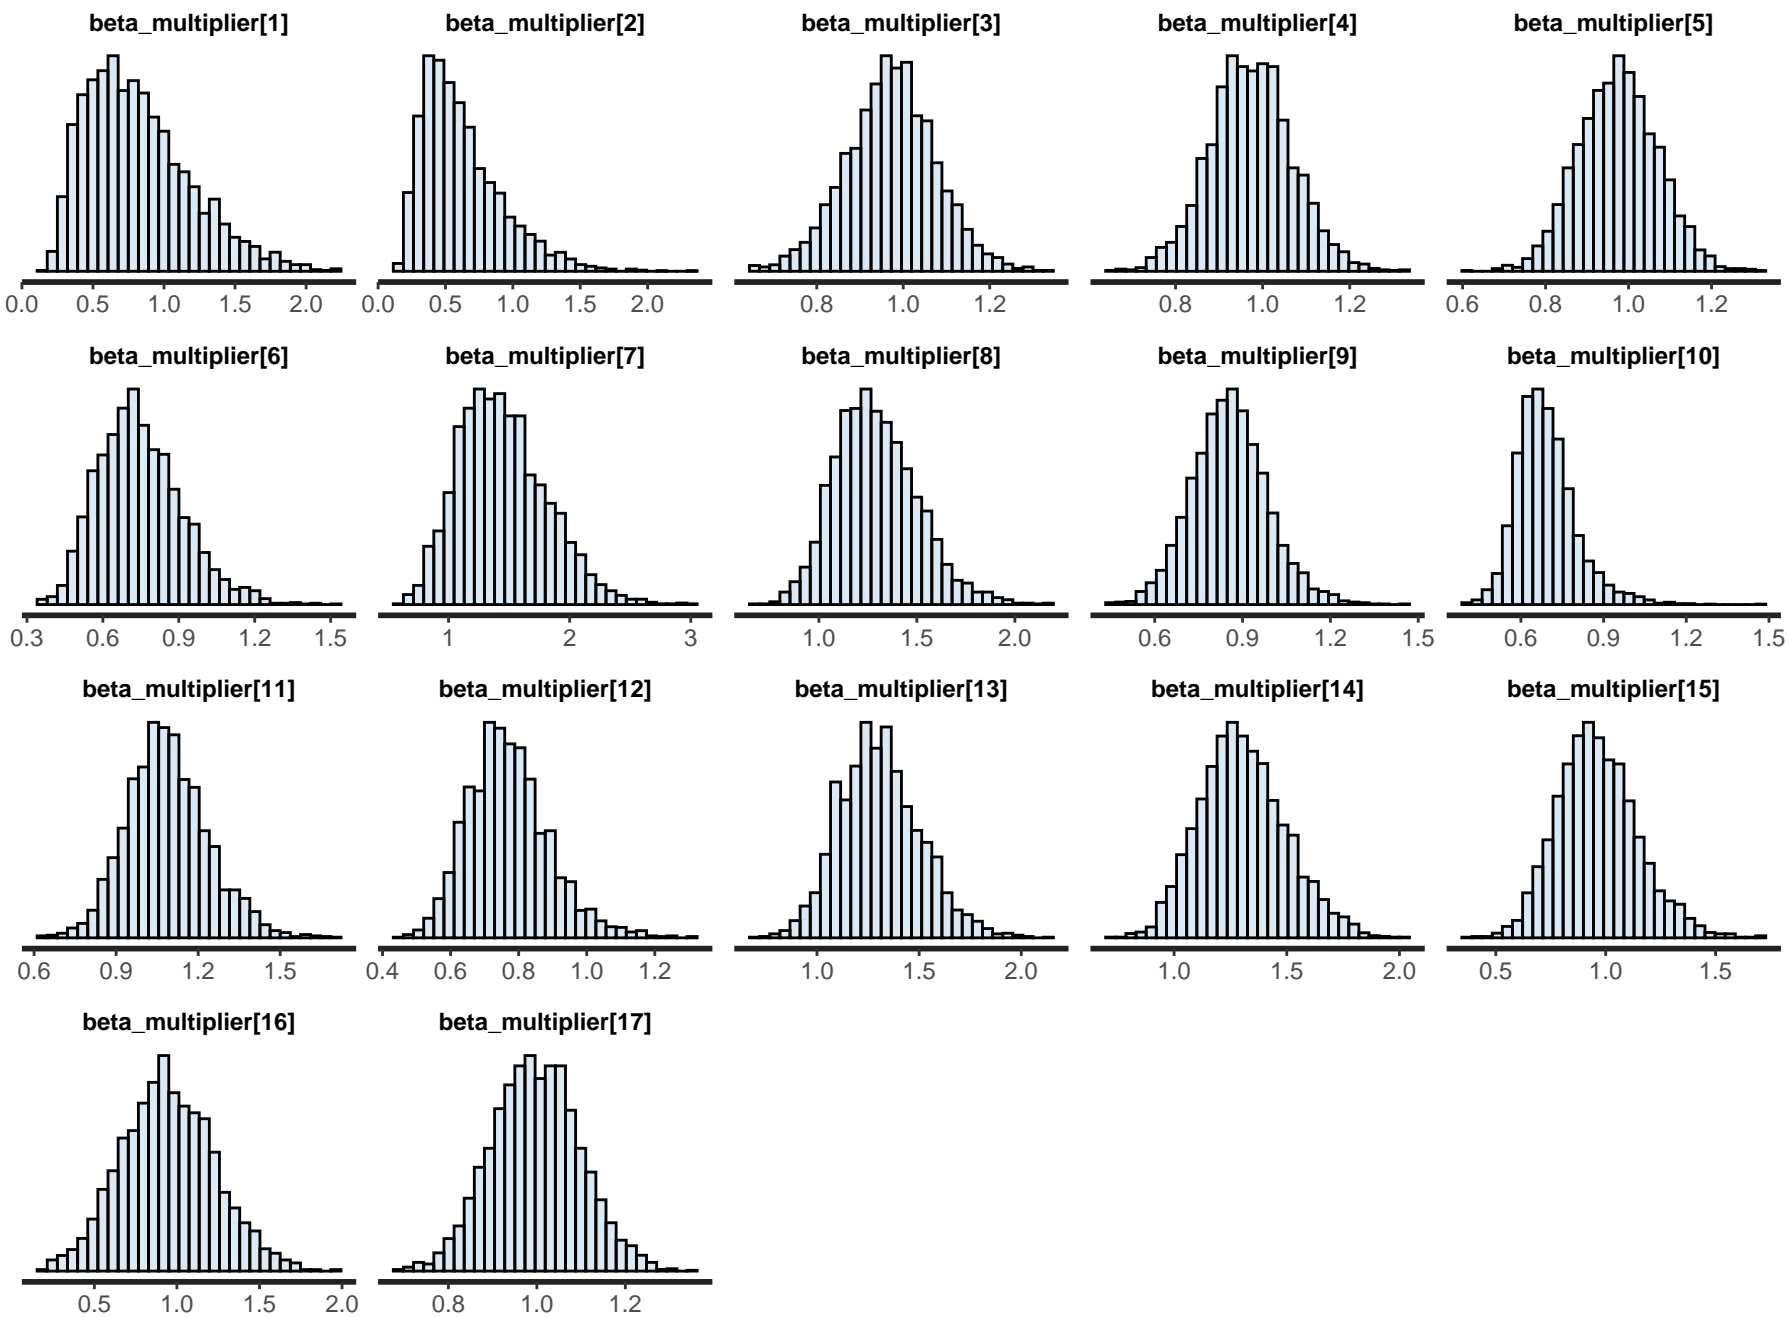 beta_multiplier[1] beta_multiplier[2] beta_multiplier[3] beta_multiplier[4] beta_multiplier[5]
0.0 0.5 1.0 1.5 2.0 0.0 0.5 1.0 1.5 2.0 0.8 1.0 1.2 0.8 1.0 1.2 0.6 0.8 1.0 1.2
beta_multiplier[6] beta_multiplier[7] beta_multiplier[8] beta_multiplier[9] beta_multiplier[10]
0.3 0.6 0.9 1.2 1.5 1 2 3 1.0 1.5 2.0 0.6 0.9 1.2 1.5 0.6 0.9 1.2 1.5
beta_multiplier[11] beta_multiplier[12] beta_multiplier[13] beta_multiplier[14] beta_multiplier[15]
0.6 0.9 1.2 1.5 0.4 0.6 0.8 1.0 1.2 1.0 1.5 2.0 1.0 1.5 2.0 0.5 1.0 1.5
beta_multiplier[16] beta_multiplier[17]
0.5 1.0 1.5 2.0 0.8 1.0 1.2